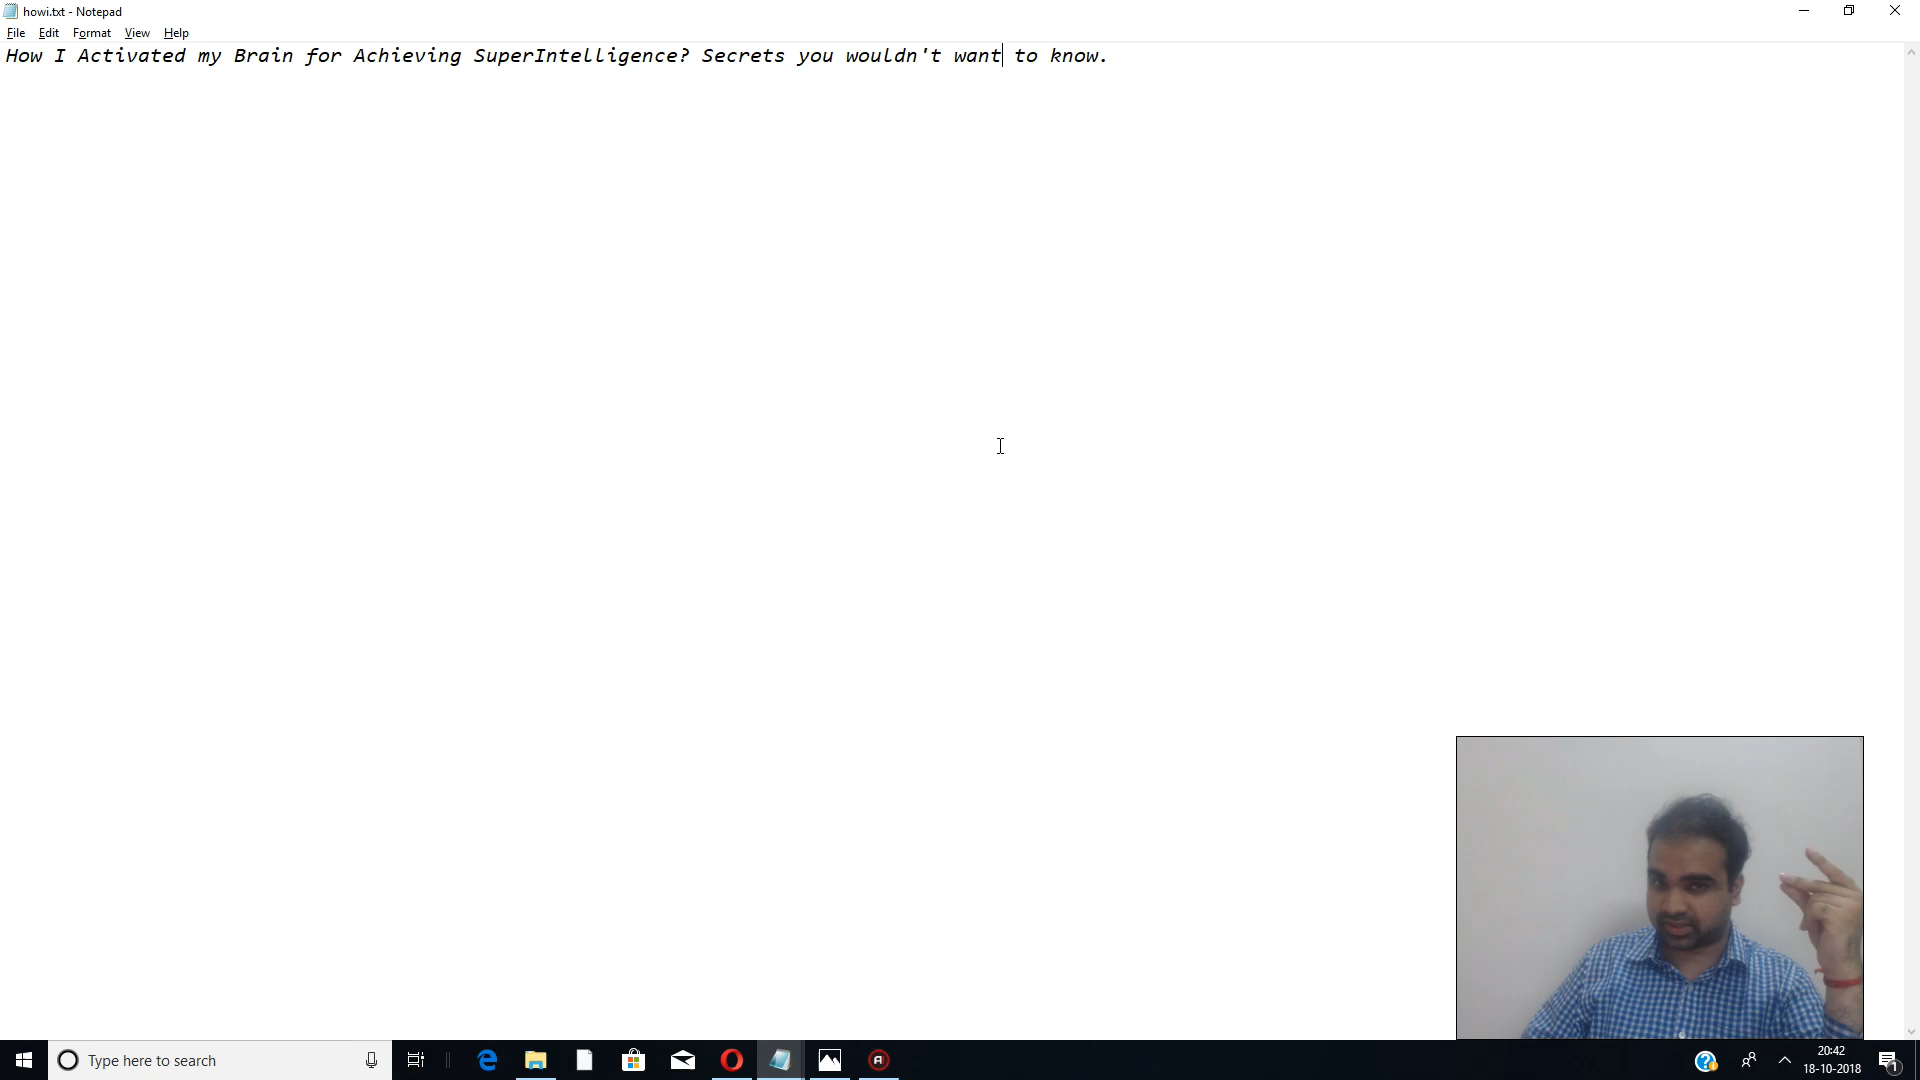 howi.txt - Notepad
File Edit Format View Help
How I Activated my Brain for Achieving SuperIntelligence? Secrets you wouldn't want to know.
Type here to search
20:42
18-10-2018
1